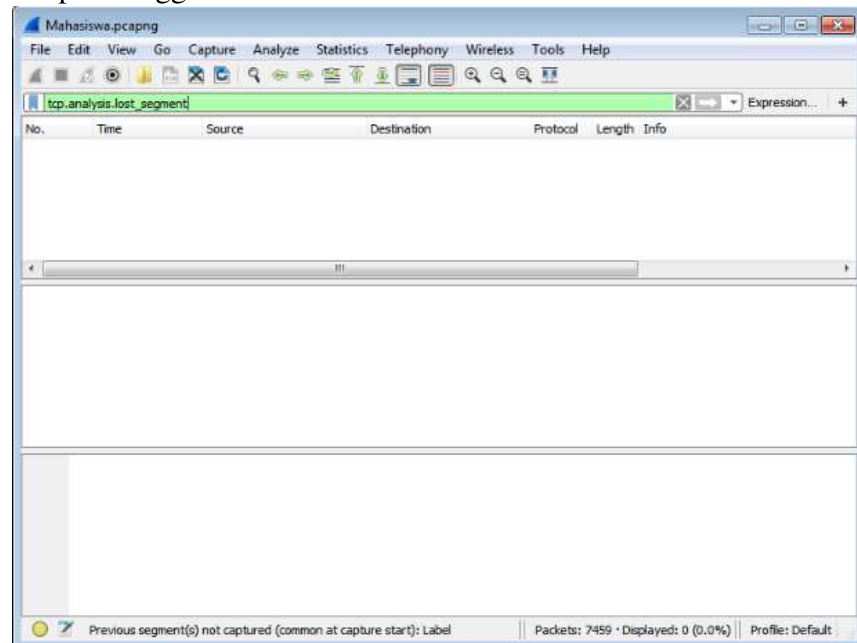 Mahasiswa.pcapng
File Edit View Go Capture Analyze Statistics Telephony Wireless Tools Help
tcp.analysis.lost_segment
Expression... +
No. Time Source Destination Protocol Length Info
Previous segment(s) not captured (common at capture start): Label
Packets: 7459 · Displayed: 0 (0.0%)
Profile: Default